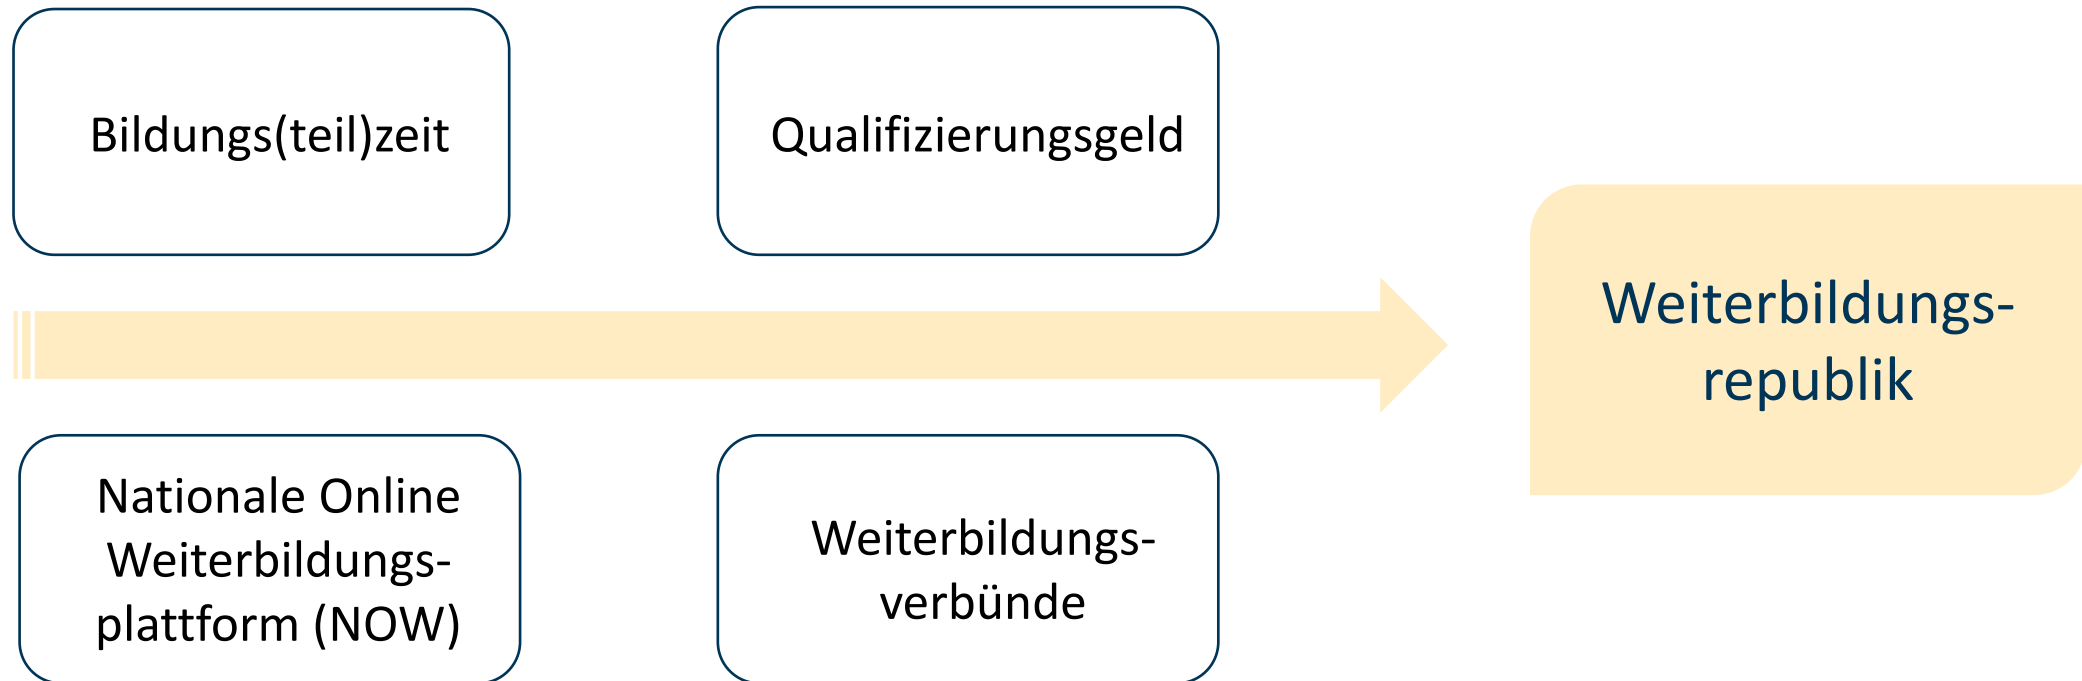 Bildungs(teil)zeit
Qualifizierungsgeld
Weiterbildungs-
republik
Nationale Online
Weiterbildungs-
plattform (NOW)
Weiterbildungs-
verbünde